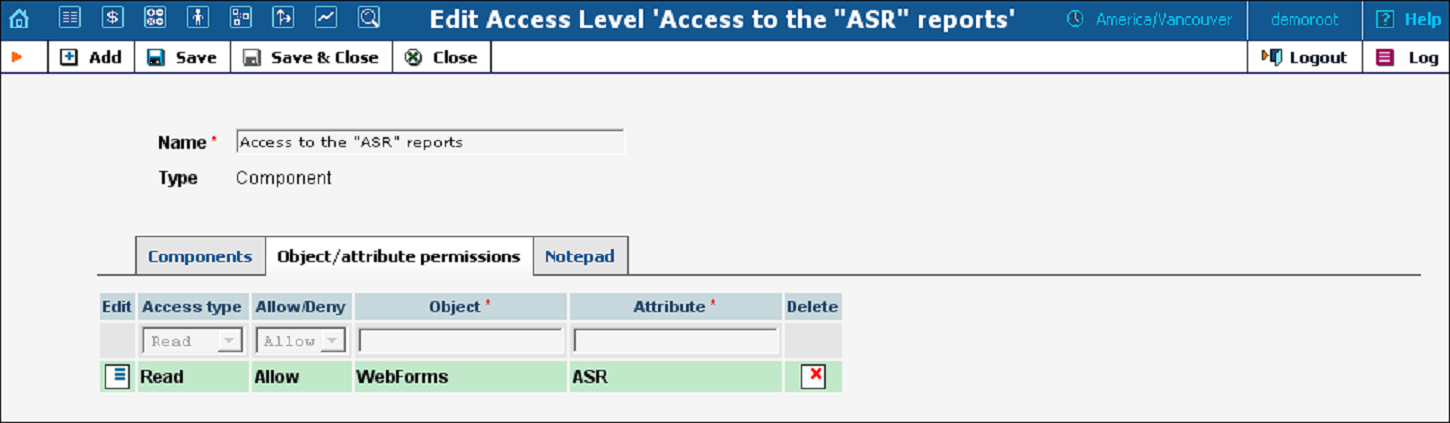 Edit Access Level 'Access to the "ASR" reports' America/Vancouver demoroot ? Help
Add Save Save & Close Close Logout Log
Name * Access to the "ASR" reports
Type Component
Components Object/attribute permissions Notepad
Edit Access type Allow/Deny Object * Attribute * Delete
Read Allow
Read Allow WebForms ASR